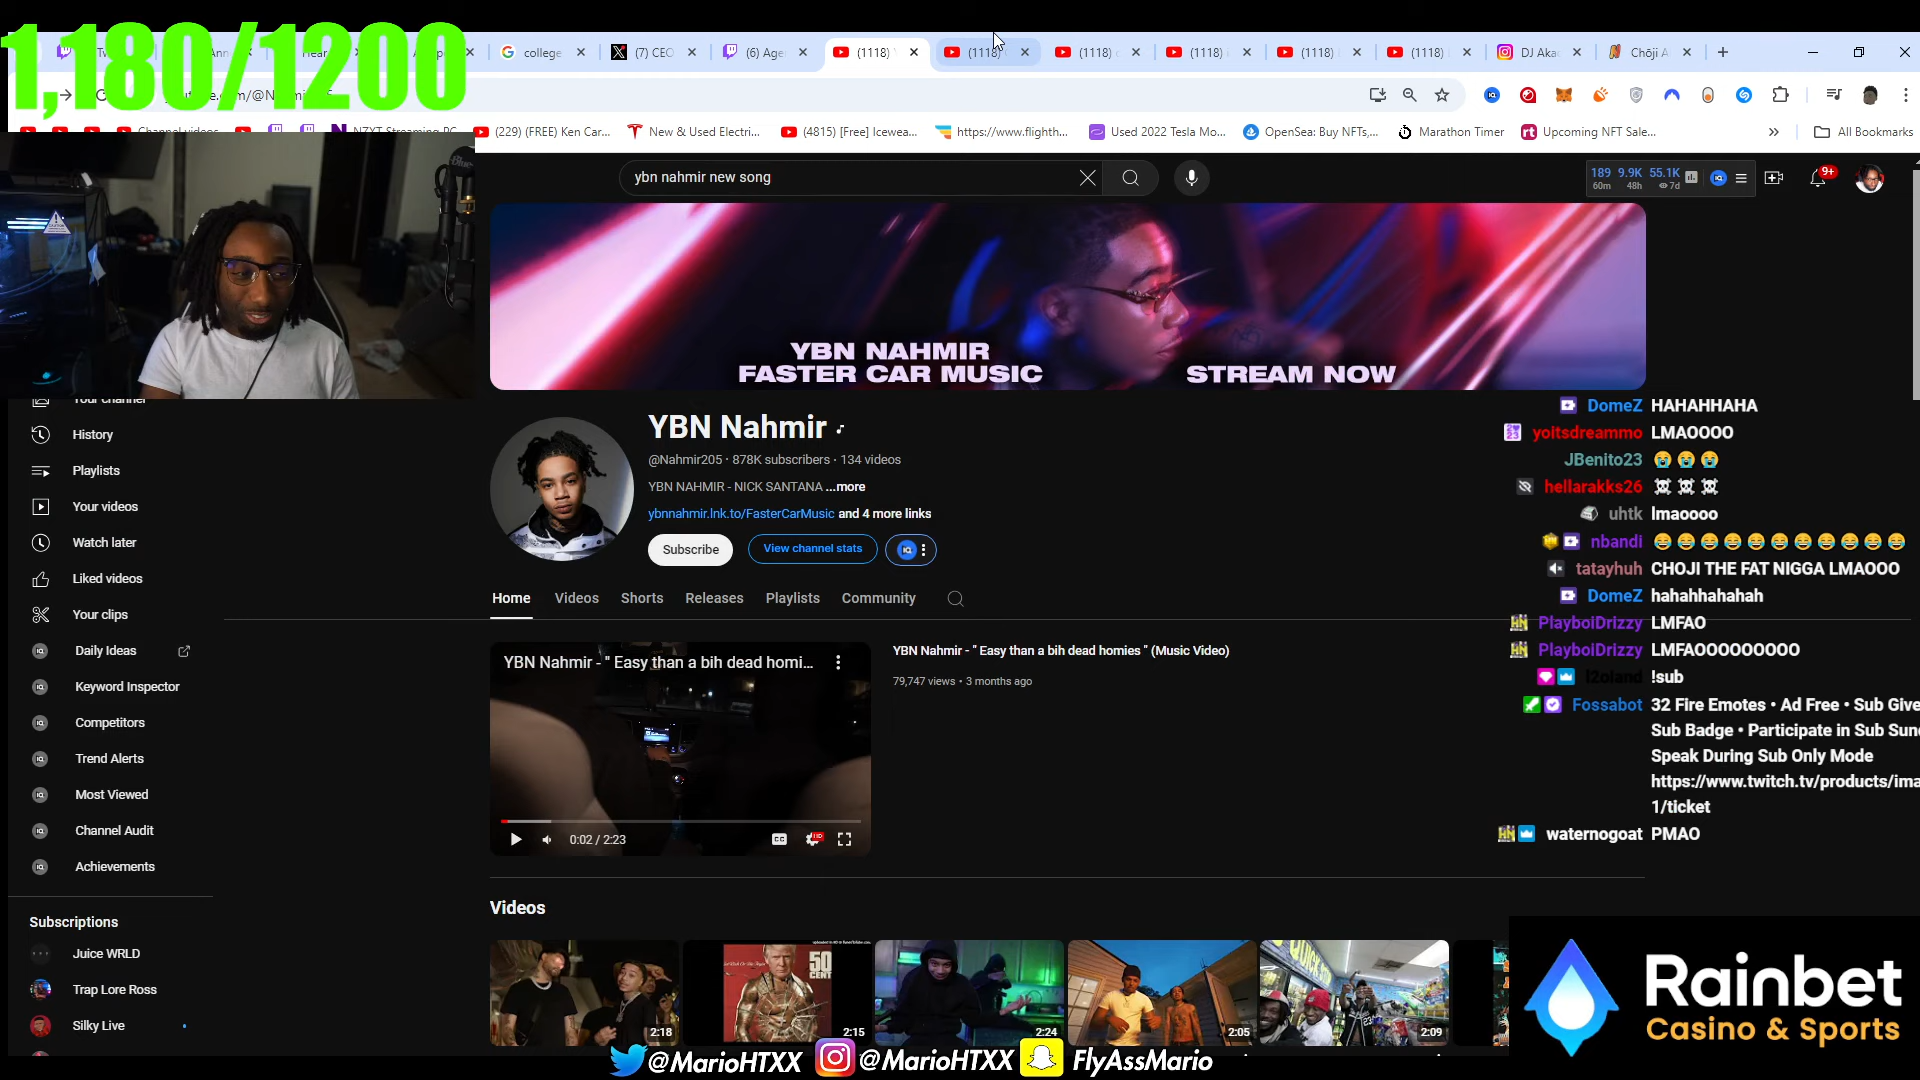 1,180/1200
college
(7) CEO
(6) Age
(1118)
(1118)
(1118)
(1118)
(1118)
(1118)
DJ Aka
Chōji A
Channel videos
NZXT Streaming PC
(229) (FREE) Ken Car...
New & Used Electri...
(4815) [Free] Icewea...
https://www.flighth...
Used 2022 Tesla Mo...
OpenSea: Buy NFTs,...
Marathon Timer
Upcoming NFT Sale...
All Bookmarks
ybn nahmir new song
189 9.9K 55.1K
60m 48h 7d
9+
YBN NAHMIR
FASTER CAR MUSIC
STREAM NOW
Your channel
History
Playlists
Your videos
Watch later
Liked videos
Your clips
Daily Ideas
Keyword Inspector
Competitors
Trend Alerts
Most Viewed
Channel Audit
Achievements
Subscriptions
Juice WRLD
Trap Lore Ross
Silky Live
YBN Nahmir
@Nahmir205 · 878K subscribers · 134 videos
YBN NAHMIR - NICK SANTANA ...more
ybnnahmir.lnk.to/FasterCarMusic and 4 more links
Subscribe
View channel stats
Home Videos Shorts Releases Playlists Community
YBN Nahmir - " Easy than a bih dead homi...
0:02 / 2:23
YBN Nahmir - " Easy than a bih dead homies " (Music Video)
79,747 views · 3 months ago
Videos
50
CENT
2:18
2:15
2:24
2:05
2:09
DomeZ HAHAHHAHA
yoitsdreammo LMAOOOO
JBenito23 😭 😭 😭
hellarakks26 ☠ ☠ ☠
uhtk lmaoooo
nbandi 😂 😂 😂 😂 😂 😂 😂 😂 😂 😂 😂
tatayhuh CHOJI THE FAT NIGGA LMAOOO
DomeZ hahahhahahah
PlayboiDrizzy LMFAO
PlayboiDrizzy LMFAOOOOOOOOO
l2oland !sub
Fossabot 32 Fire Emotes • Ad Free • Sub Give
Sub Badge • Participate in Sub Sun
Speak During Sub Only Mode
https://www.twitch.tv/products/ima
1/ticket
waternogoat PMAO
Rainbet
Casino & Sports
@MarioHTXX @MarioHTXX FlyAssMario